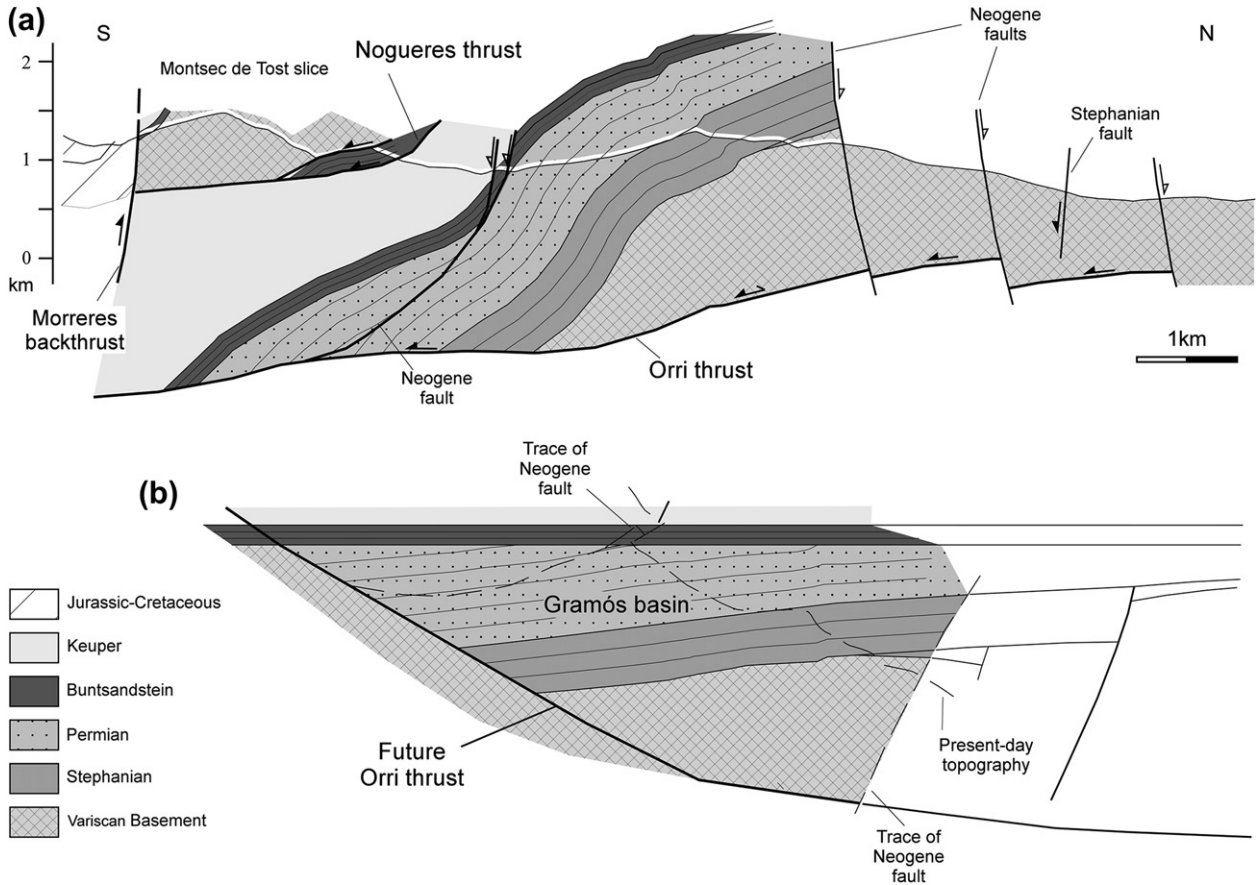 (a)
S
N
Neogene
faults
Nogueres thrust
Montsec de Tost slice
Stephanian
fault
2
1
0
km
Morreres
backthrust
Neogene
fault
Orri thrust
1km
(b)
Trace of
Neogene
fault
Gramós basin
Future
Orri thrust
Present-day
topography
Trace of
Neogene
fault
Jurassic-Cretaceous
Keuper
Buntsandstein
Permian
Stephanian
Variscan Basement